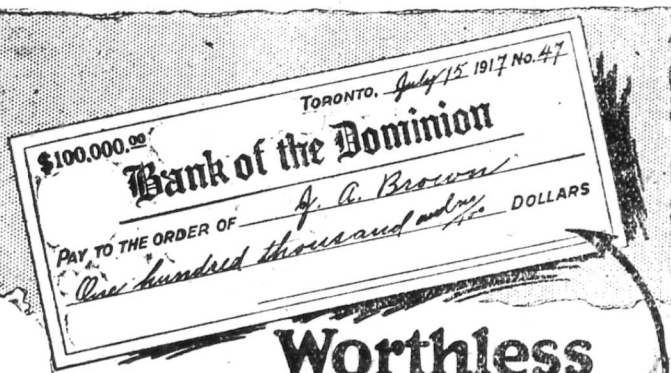 TORONTO, July 15 1917 No. 47
$100,000.00
Bank of the Dominion
PAY TO THE ORDER OF J. A. Brown
One hundred thousand and no/100 DOLLARS
Worthless